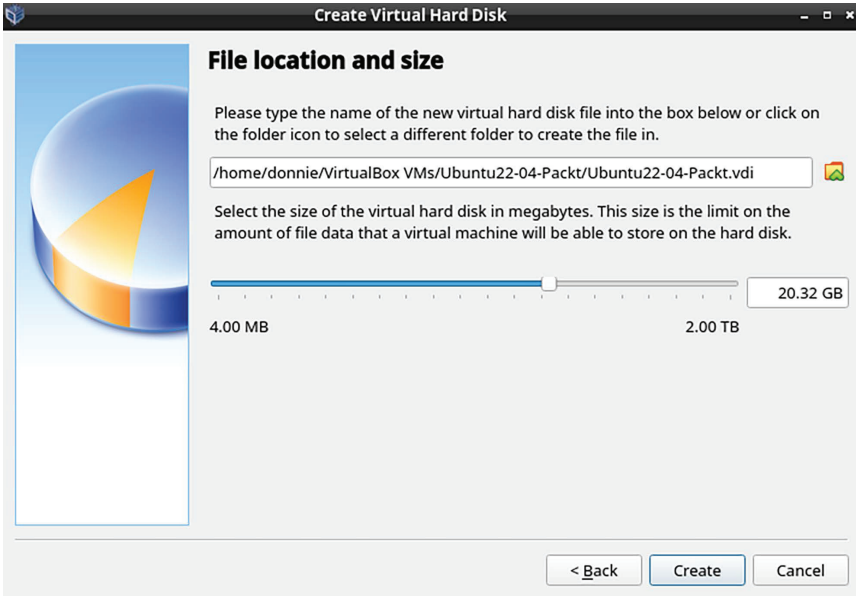 Create Virtual Hard Disk
File location and size
Please type the name of the new virtual hard disk file into the box below or click on
the folder icon to select a different folder to create the file in.
/home/donnie/VirtualBox VMs/Ubuntu22-04-Packt/Ubuntu22-04-Packt.vdi
Select the size of the virtual hard disk in megabytes. This size is the limit on the
amount of file data that a virtual machine will be able to store on the hard disk.
20.32 GB
4.00 MB 2.00 TB
< Back Create Cancel